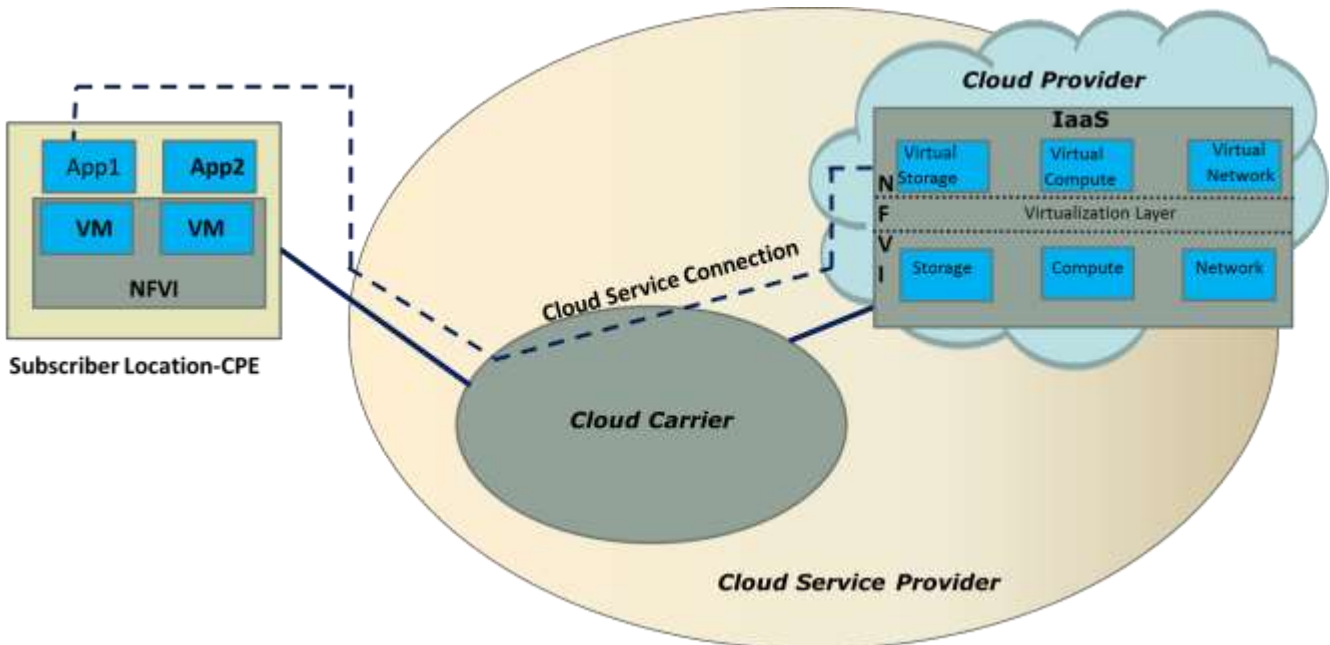 Cloud Provider
IaaS
App1
App2
Virtual
Storage
Virtual
Compute
Virtual
Network
N
F
V
I
Virtualization Layer
VM
VM
NFVI
Storage
Compute
Network
Cloud Service Connection
Subscriber Location-CPE
Cloud Carrier
Cloud Service Provider